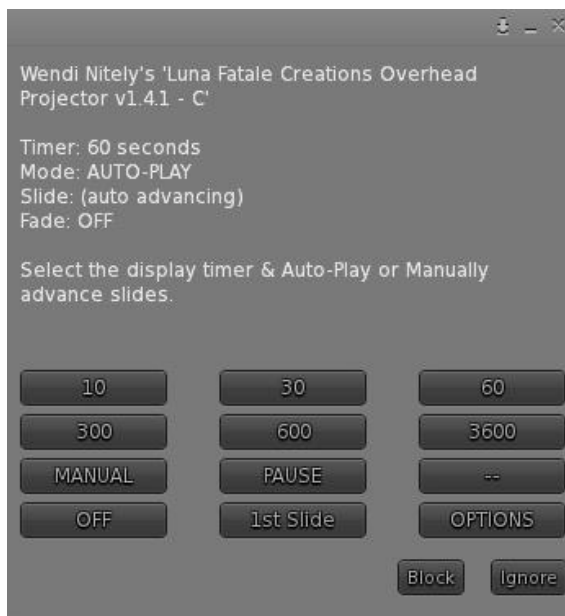 Wendi Nitely's 'Luna Fatale Creations Overhead
Projector v1.4.1 - C'
Timer: 60 seconds
Mode: AUTO-PLAY
Slide: (auto advancing)
Fade: OFF
Select the display timer & Auto-Play or Manually
advance slides.
10 30 60
300 600 3600
MANUAL PAUSE --
OFF 1st Slide OPTIONS
Block Ignore